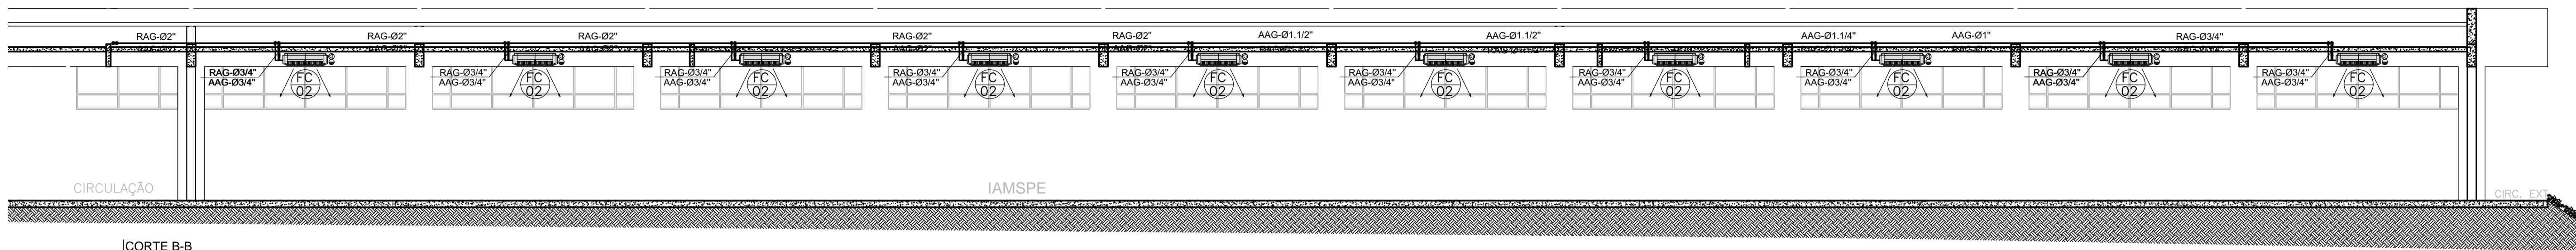 RAG-Ø2" RAG-Ø2" RAG-Ø2" RAG-Ø2" RAG-Ø2" AAG-Ø1.1/2" AAG-Ø1.1/2" AAG-Ø1.1/4" AAG-Ø1" RAG-Ø3/4"
RAG-Ø3/4" RAG-Ø3/4" RAG-Ø3/4" RAG-Ø3/4" RAG-Ø3/4" RAG-Ø3/4" RAG-Ø3/4" RAG-Ø3/4" RAG-Ø3/4" RAG-Ø3/4"
AAG-Ø3/4" AAG-Ø3/4" AAG-Ø3/4" AAG-Ø3/4" AAG-Ø3/4" AAG-Ø3/4" AAG-Ø3/4" AAG-Ø3/4" AAG-Ø3/4" AAG-Ø3/4"
FC FC FC FC FC FC FC FC FC FC
02 02 02 02 02 02 02 02 02 02
CIRCULAÇÃO IAMSPE CIRC. EXT
CORTE B-B